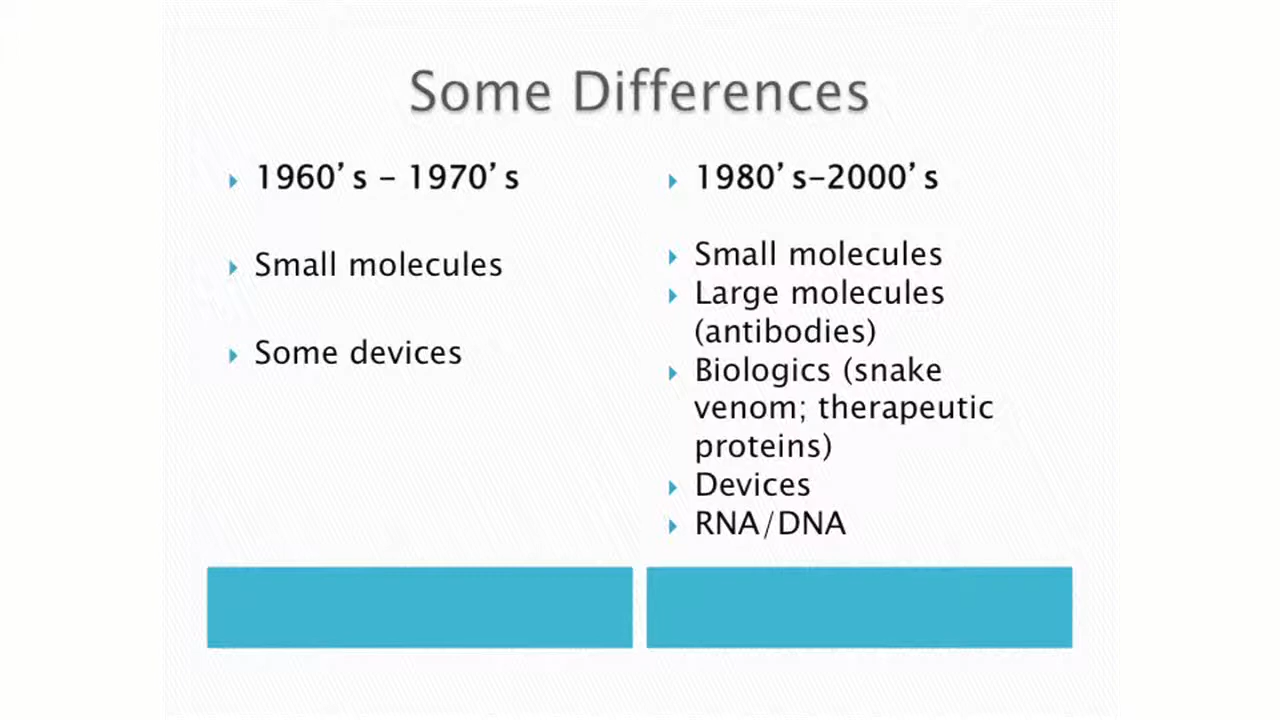 Some Differences
1960's - 1970's
Small molecules
Some devices
1980's-2000's
Small molecules
Large molecules
(antibodies)
Biologics (snake
venom; therapeutic
proteins)
Devices
RNA/DNA